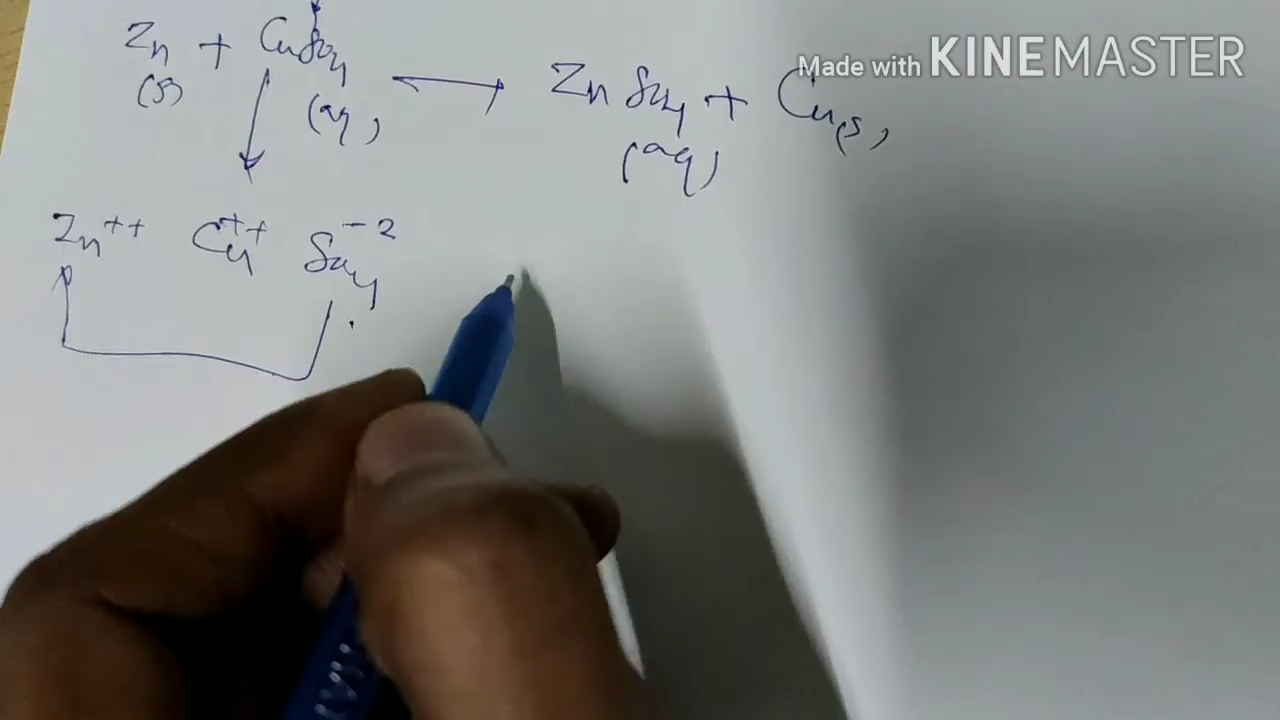 Zn + CuSO4 ⟷ ZnSO4 + Cu(s)
(s) (aq) (aq)
Zn++ Cu++ SO4-2
Made with KINEMASTER